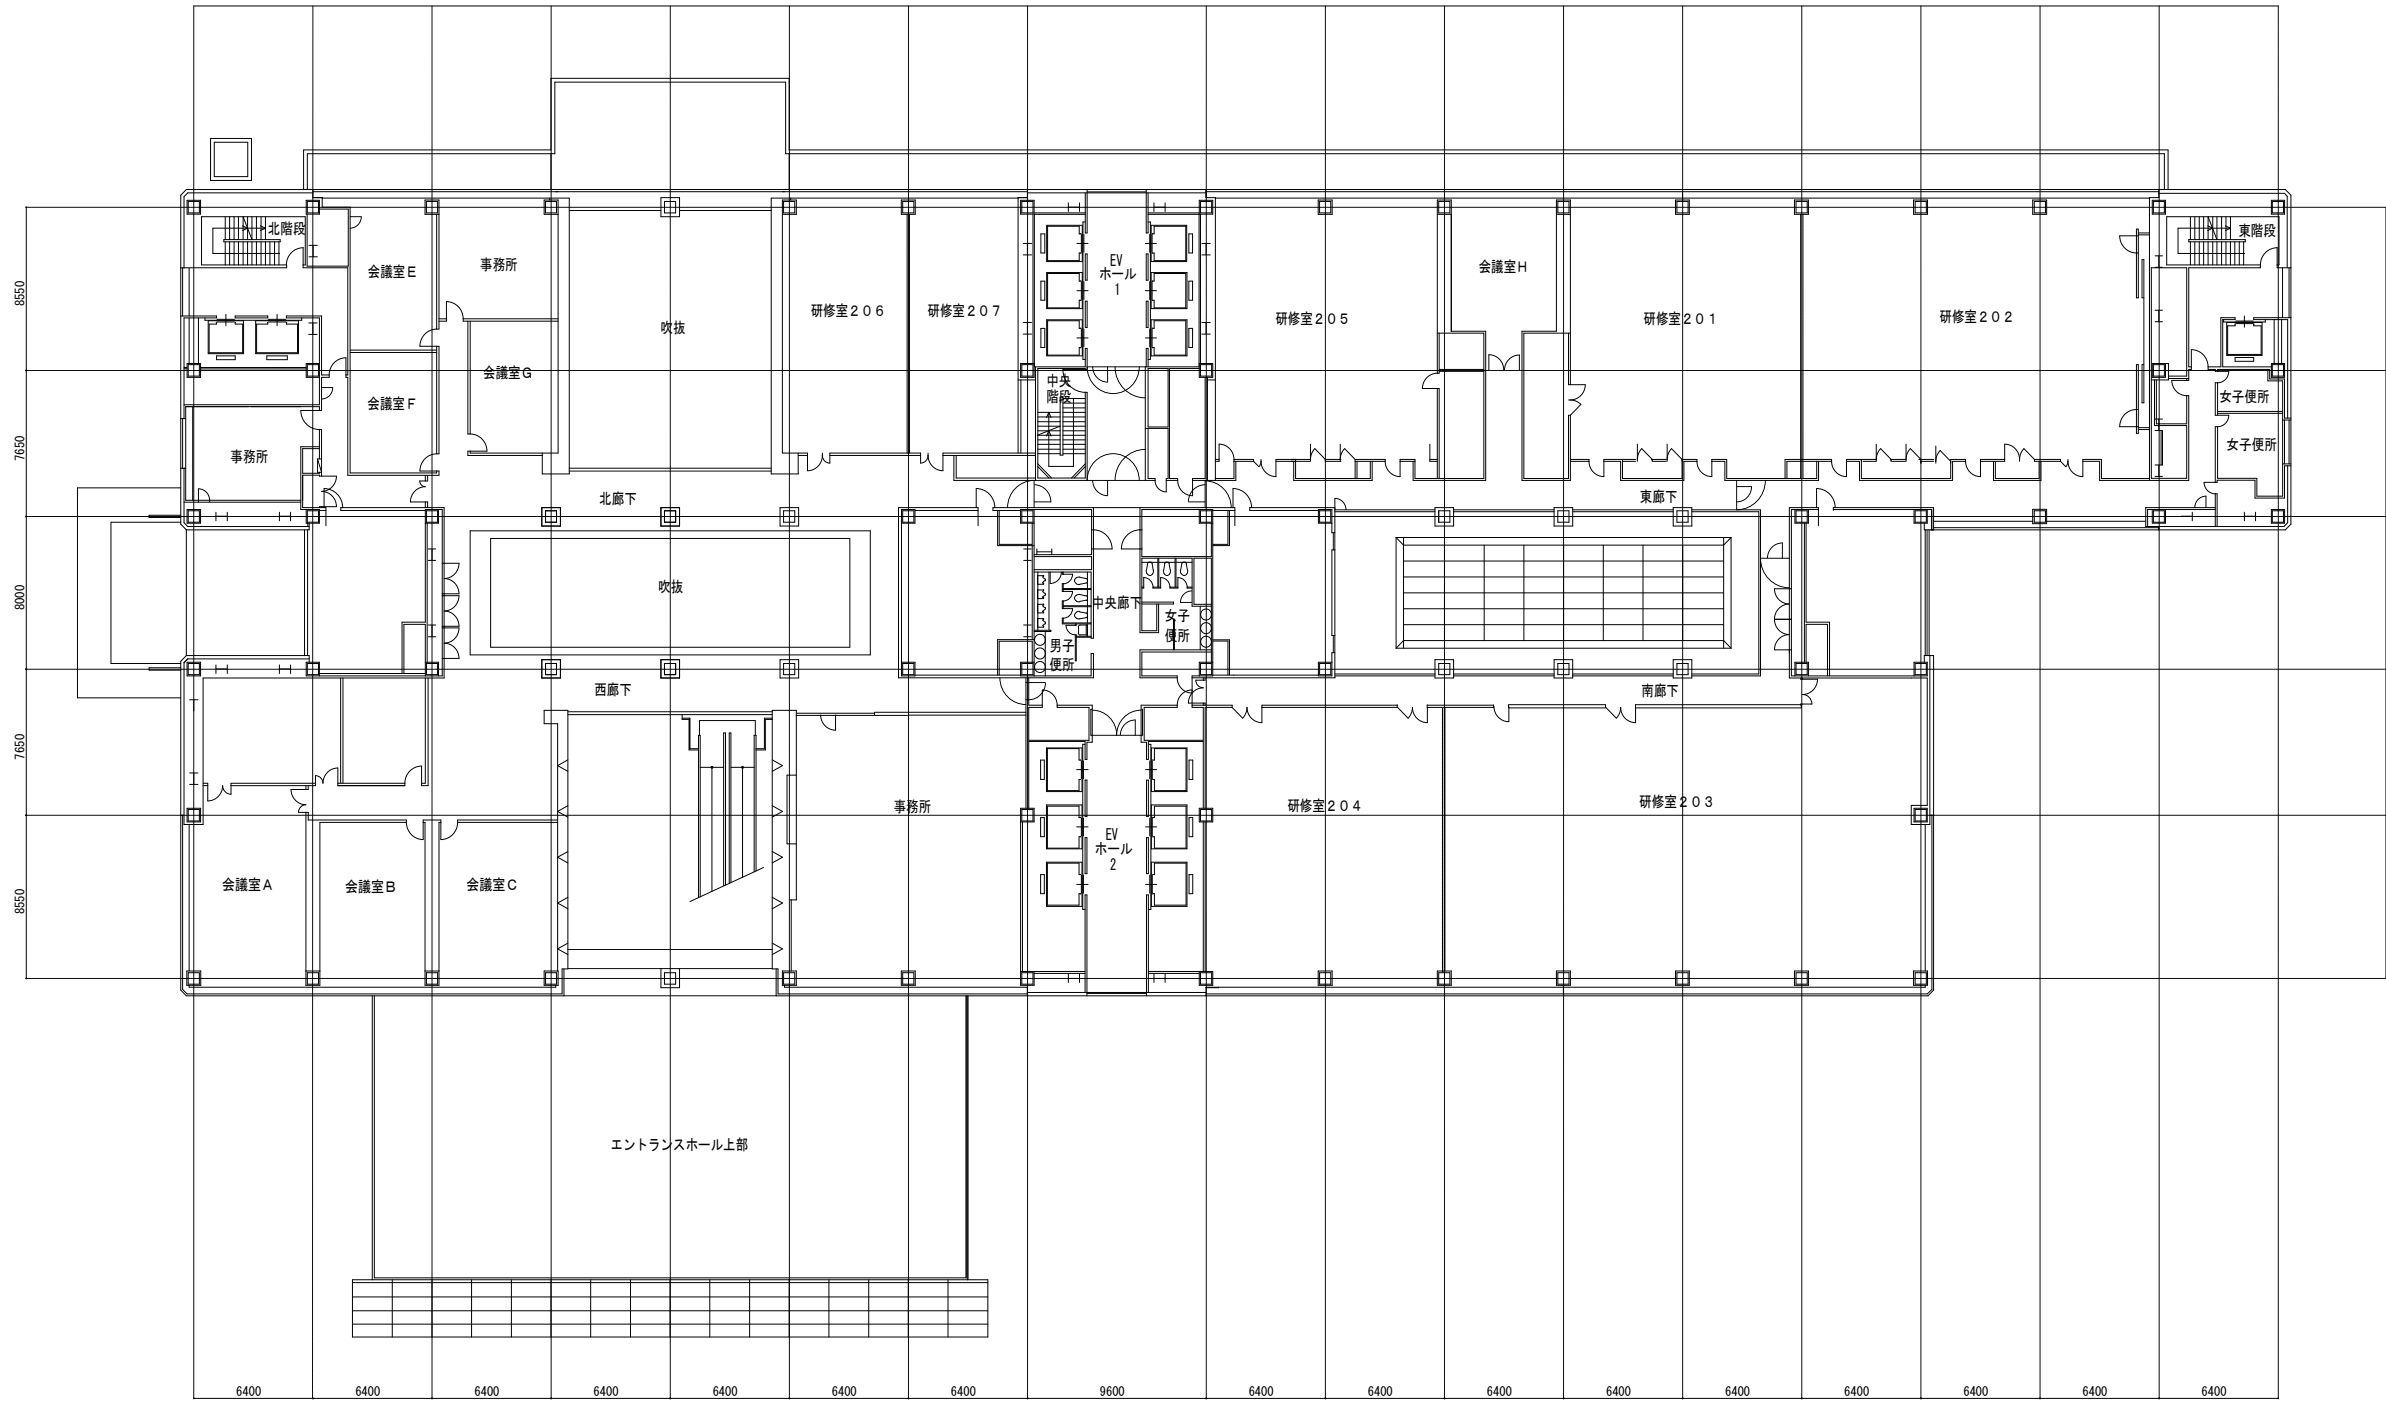 北階段
東階段
会議室E
事務所
EV
ホール
1
会議室H
研修室206
研修室207
研修室205
研修室201
研修室202
吹抜
会議室G
中央
階段
会議室F
女子便所
事務所
女子便所
北廊下
東廊下
吹抜
中央廊下
女子
便所
男子
便所
西廊下
南廊下
事務所
研修室204
研修室203
EV
ホール
2
会議室A
会議室B
会議室C
エントランスホール上部
8550
7650
8000
7650
8550
6400
6400
6400
6400
6400
6400
6400
9600
6400
6400
6400
6400
6400
6400
6400
6400
6400